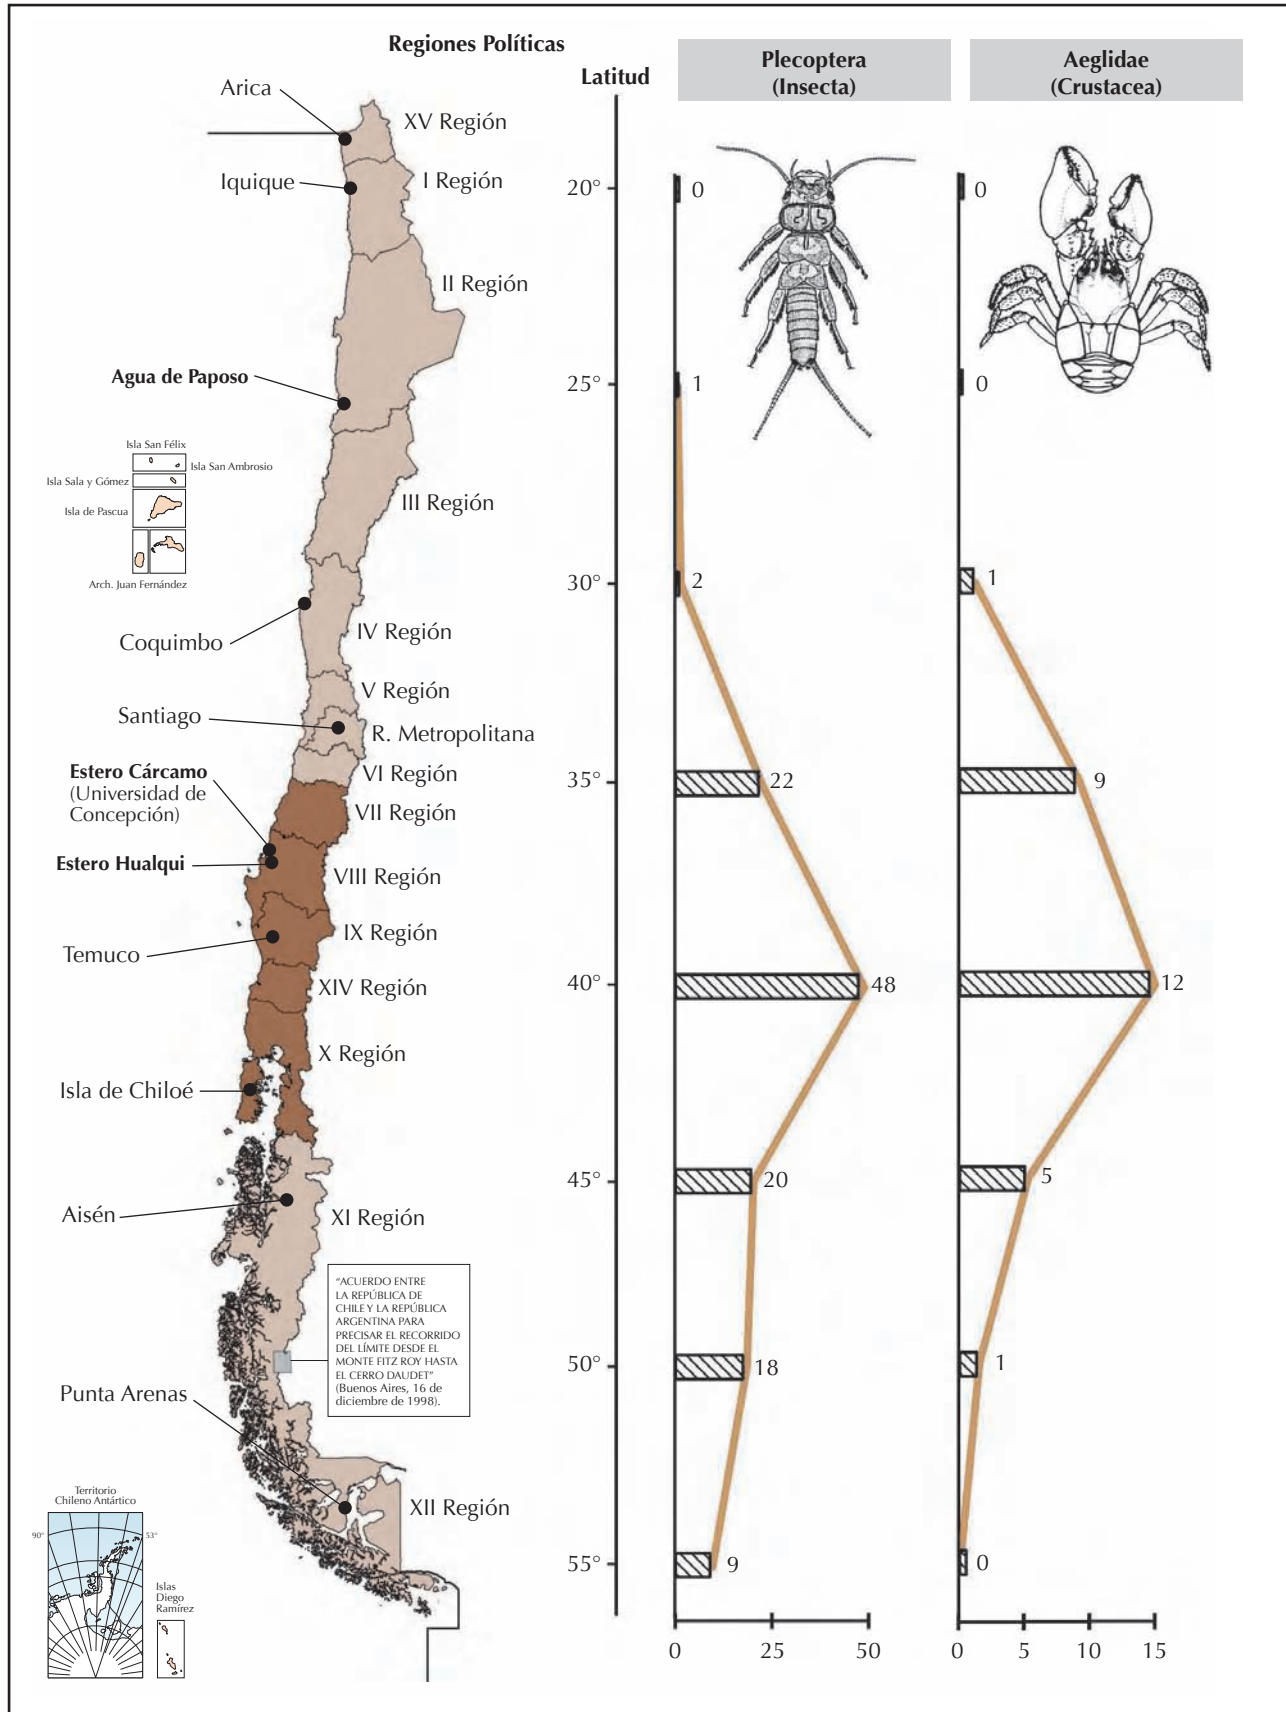 Regiones Políticas
Latitud
Plecoptera
(Insecta)
Aeglidae
(Crustacea)
Arica
XV Región
Iquique
I Región
II Región
Agua de Paposo
Isla San Félix
Isla San Ambrosio
Isla Sala y Gómez
Isla de Pascua
Arch. Juan Fernández
III Región
Coquimbo
IV Región
V Región
Santiago
R. Metropolitana
VI Región
Estero Cárcamo
(Universidad de
Concepción)
VII Región
Estero Hualqui
VIII Región
Temuco
IX Región
XIV Región
X Región
Isla de Chiloé
Aisén
XI Región
"ACUERDO ENTRE
LA REPÚBLICA DE
CHILE Y LA REPÚBLICA
ARGENTINA PARA
PRECISAR EL RECORRIDO
DEL LÍMITE DESDE EL
MONTE FITZ ROY HASTA
EL CERRO DAUDET"
(Buenos Aires, 16 de
diciembre de 1998).
Punta Arenas
XII Región
Territorio
Chileno Antártico
90°
53°
Islas
Diego
Ramírez
20°
25°
30°
35°
40°
45°
50°
55°
0
1
2
22
48
20
18
9
0 25 50
0
0
1
9
12
5
1
0
0 5 10 15